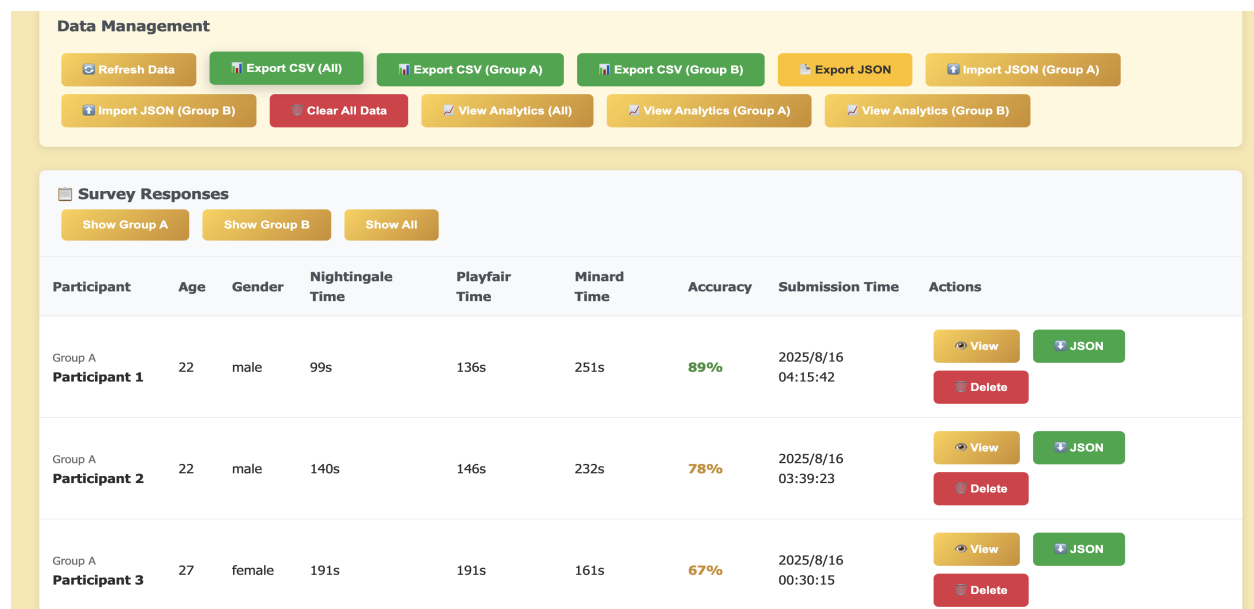 Data Management
Refresh Data
Export CSV (All)
Export CSV (Group A)
Export CSV (Group B)
Export JSON
Import JSON (Group A)
Import JSON (Group B)
Clear All Data
View Analytics (All)
View Analytics (Group A)
View Analytics (Group B)
Survey Responses
Show Group A
Show Group B
Show All
Participant
Age
Gender
Nightingale
Time
Playfair
Time
Minard
Time
Accuracy
Submission Time
Actions
Group A
Participant 1
22
male
99s
136s
251s
89%
2025/8/16
04:15:42
View
JSON
Delete
Group A
Participant 2
22
male
140s
146s
232s
78%
2025/8/16
03:39:23
View
JSON
Delete
Group A
Participant 3
27
female
191s
191s
161s
67%
2025/8/16
00:30:15
View
JSON
Delete